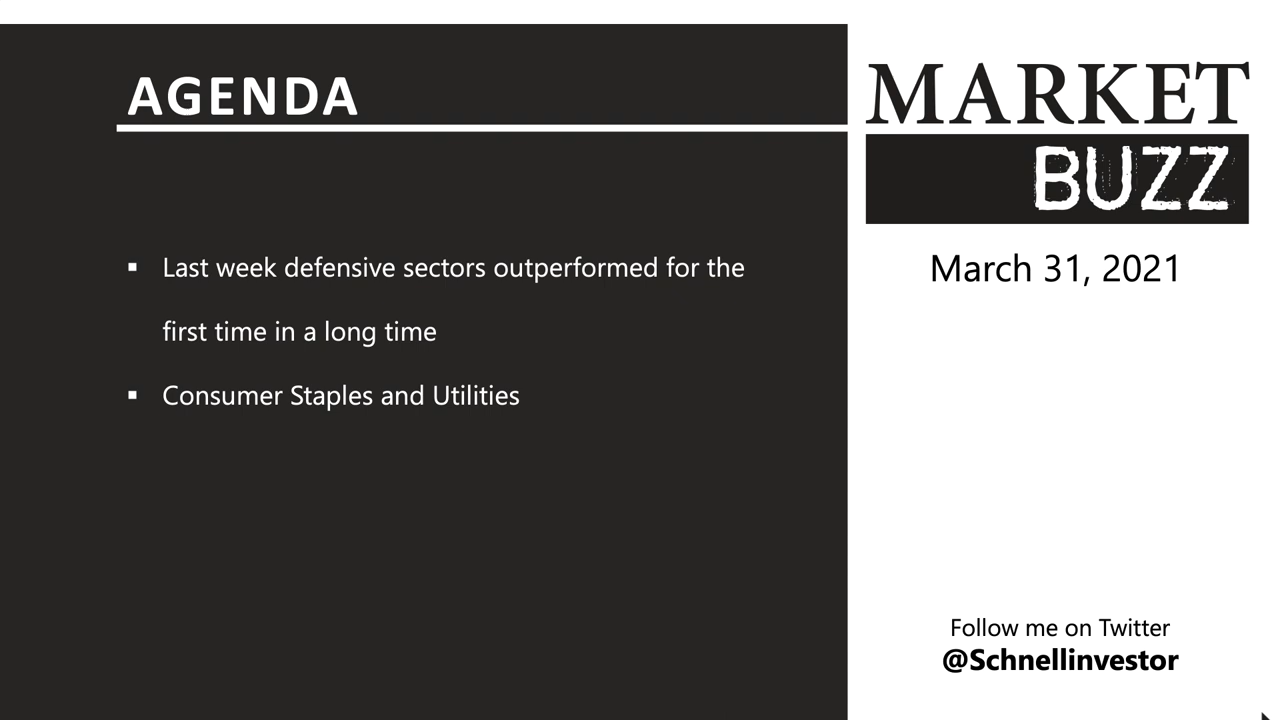 AGENDA
▪ Last week defensive sectors outperformed for the
first time in a long time
▪ Consumer Staples and Utilities
MARKET
BUZZ
March 31, 2021
Follow me on Twitter
@Schnellinvestor